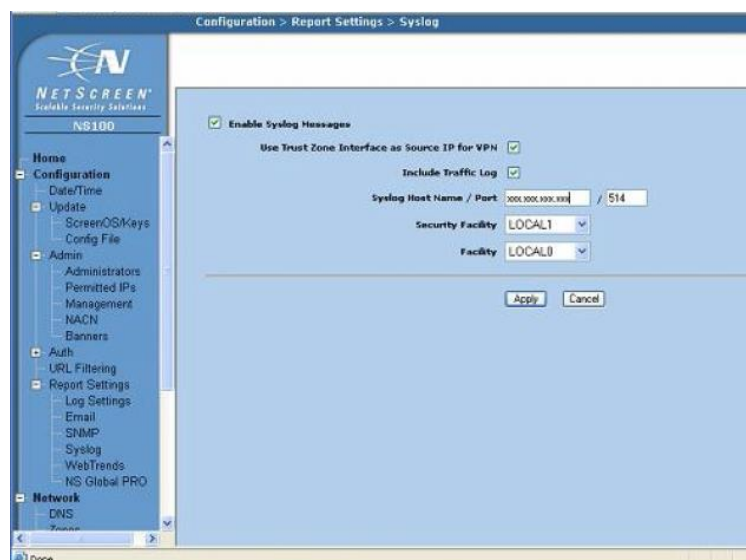 Configuration > Report Settings > Syslog
N
NETSCREEN
Scalable Security Solutions
NS100
Home
Configuration
Date/Time
Update
ScreenOS/Keys
Config File
Admin
Administrators
Permitted IPs
Management
NACN
Banners
Auth
URL Filtering
Report Settings
Log Settings
Email
SNMP
Syslog
WebTrends
NS Global PRO
Network
DNS
Zones
Enable Syslog Messages
Use Trust Zone Interface as Source IP for VPN
Include Traffic Log
Syslog Host Name / Port xxx.xxx.xxx.xxx / 514
Security Facility LOCAL1
Facility LOCAL0
Apply Cancel
Done